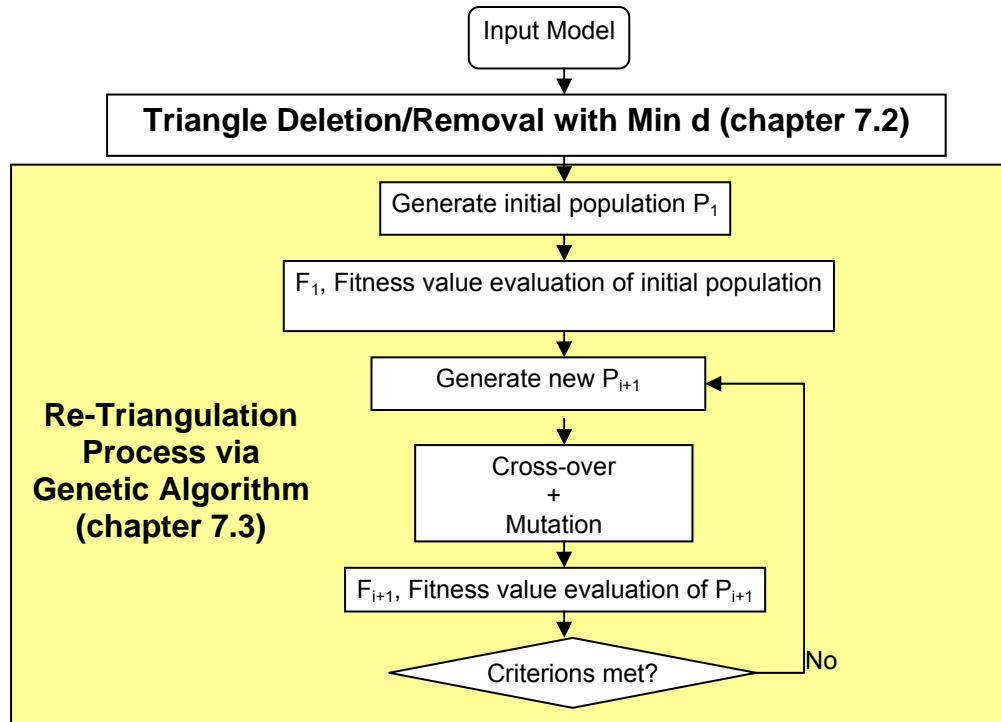 Input Model
Triangle Deletion/Removal with Min d (chapter 7.2)
Generate initial population P₁
F₁, Fitness value evaluation of initial population
Generate new Pᵢ₊₁
Re-Triangulation
Process via
Genetic Algorithm
(chapter 7.3)
Cross-over
+
Mutation
Fᵢ₊₁, Fitness value evaluation of Pᵢ₊₁
Criterions met?
No